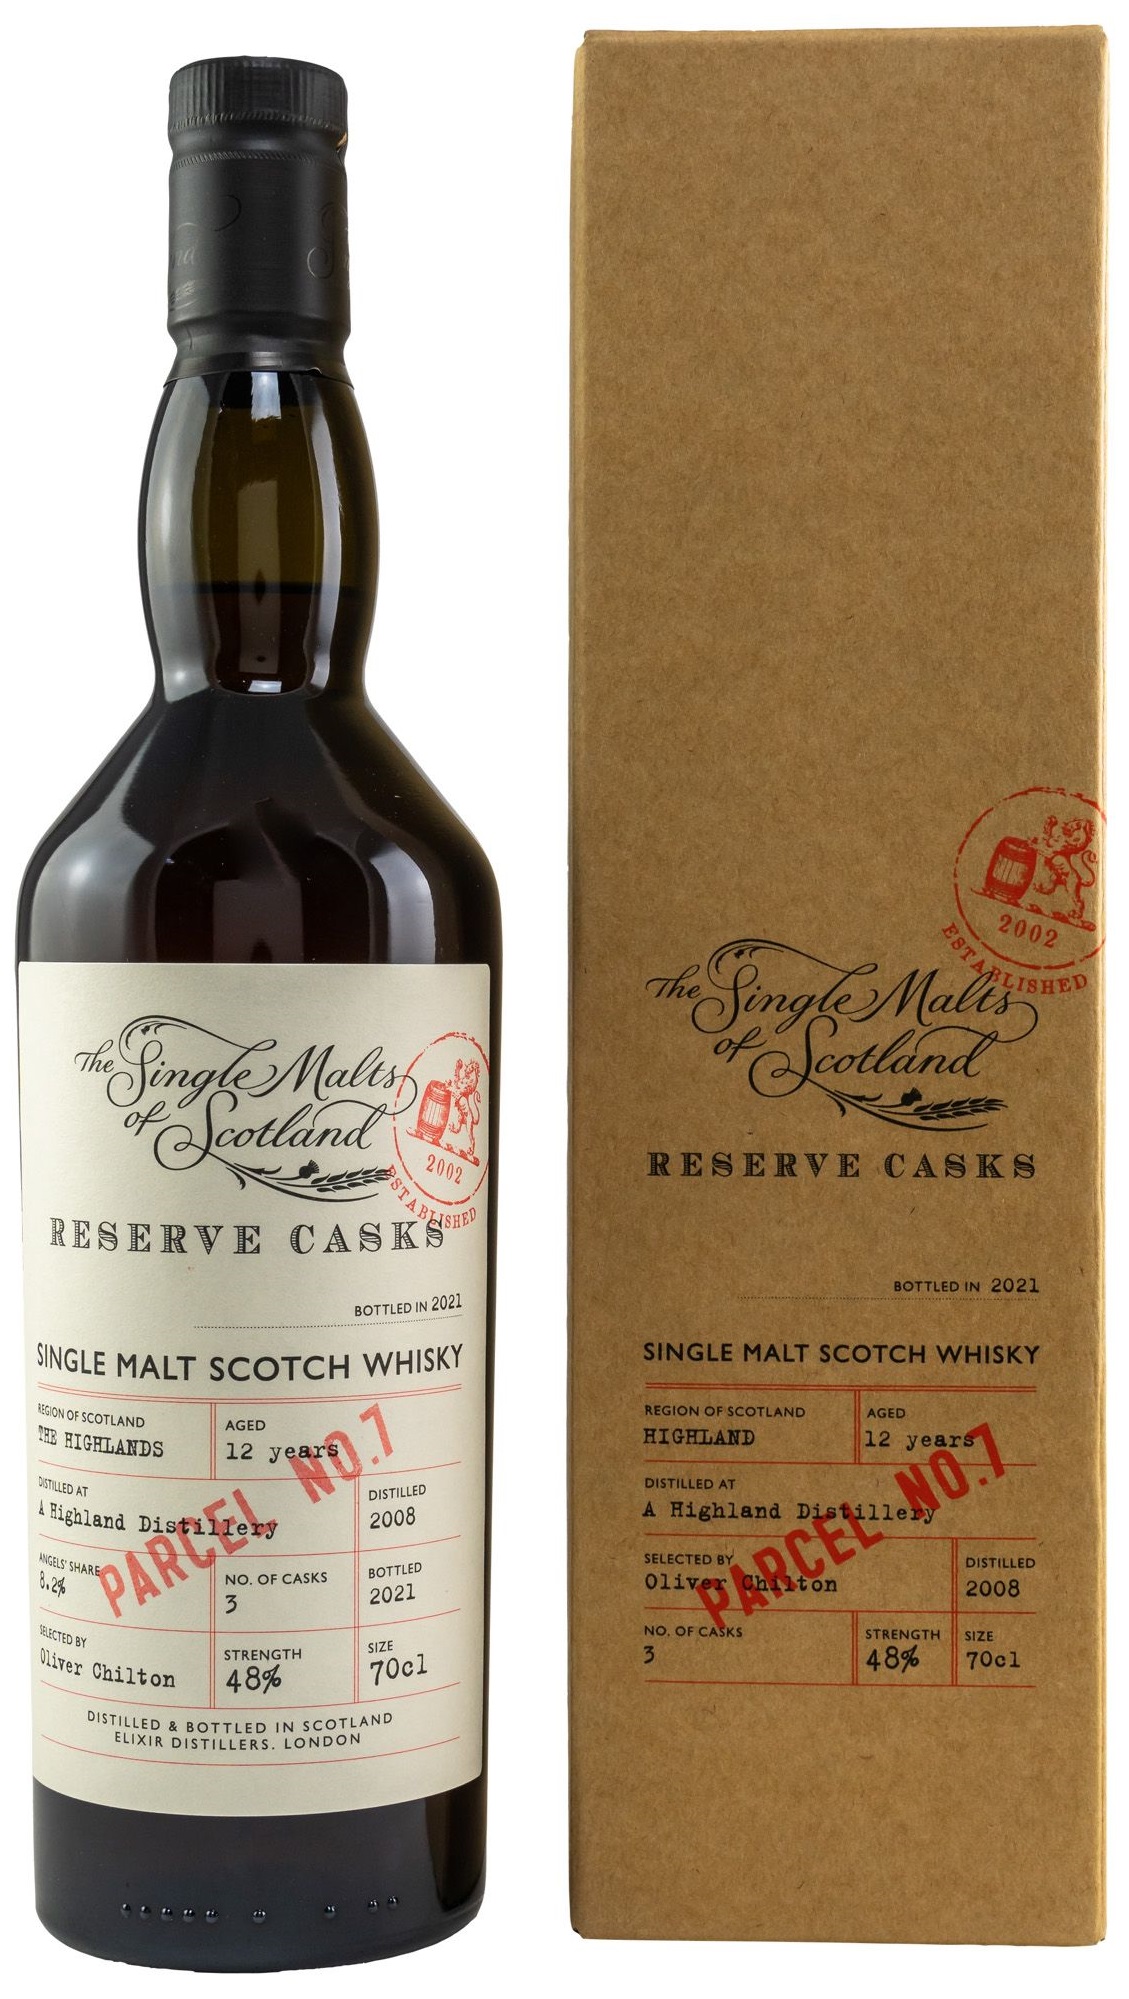 The Single Malts
of Scotland
2002
ESTABLISHED
RESERVE CASKS
BOTTLED IN 2021
SINGLE MALT SCOTCH WHISKY
REGION OF SCOTLAND
THE HIGHLANDS
AGED
12 years
DISTILLED AT
A Highland Distillery
DISTILLED
2008
PARCEL NO.7
ANGELS' SHARE
8.2%
NO. OF CASKS
3
BOTTLED
2021
SELECTED BY
Oliver Chilton
STRENGTH
48%
SIZE
70cl
DISTILLED & BOTTLED IN SCOTLAND
ELIXIR DISTILLERS. LONDON
2002
ESTABLISHED
The Single Malts
of Scotland
RESERVE CASKS
BOTTLED IN 2021
SINGLE MALT SCOTCH WHISKY
REGION OF SCOTLAND
HIGHLAND
AGED
12 years
DISTILLED AT
A Highland Distillery
PARCEL NO.7
SELECTED BY
Oliver Chilton
DISTILLED
2008
NO. OF CASKS
3
STRENGTH
48%
SIZE
70cl